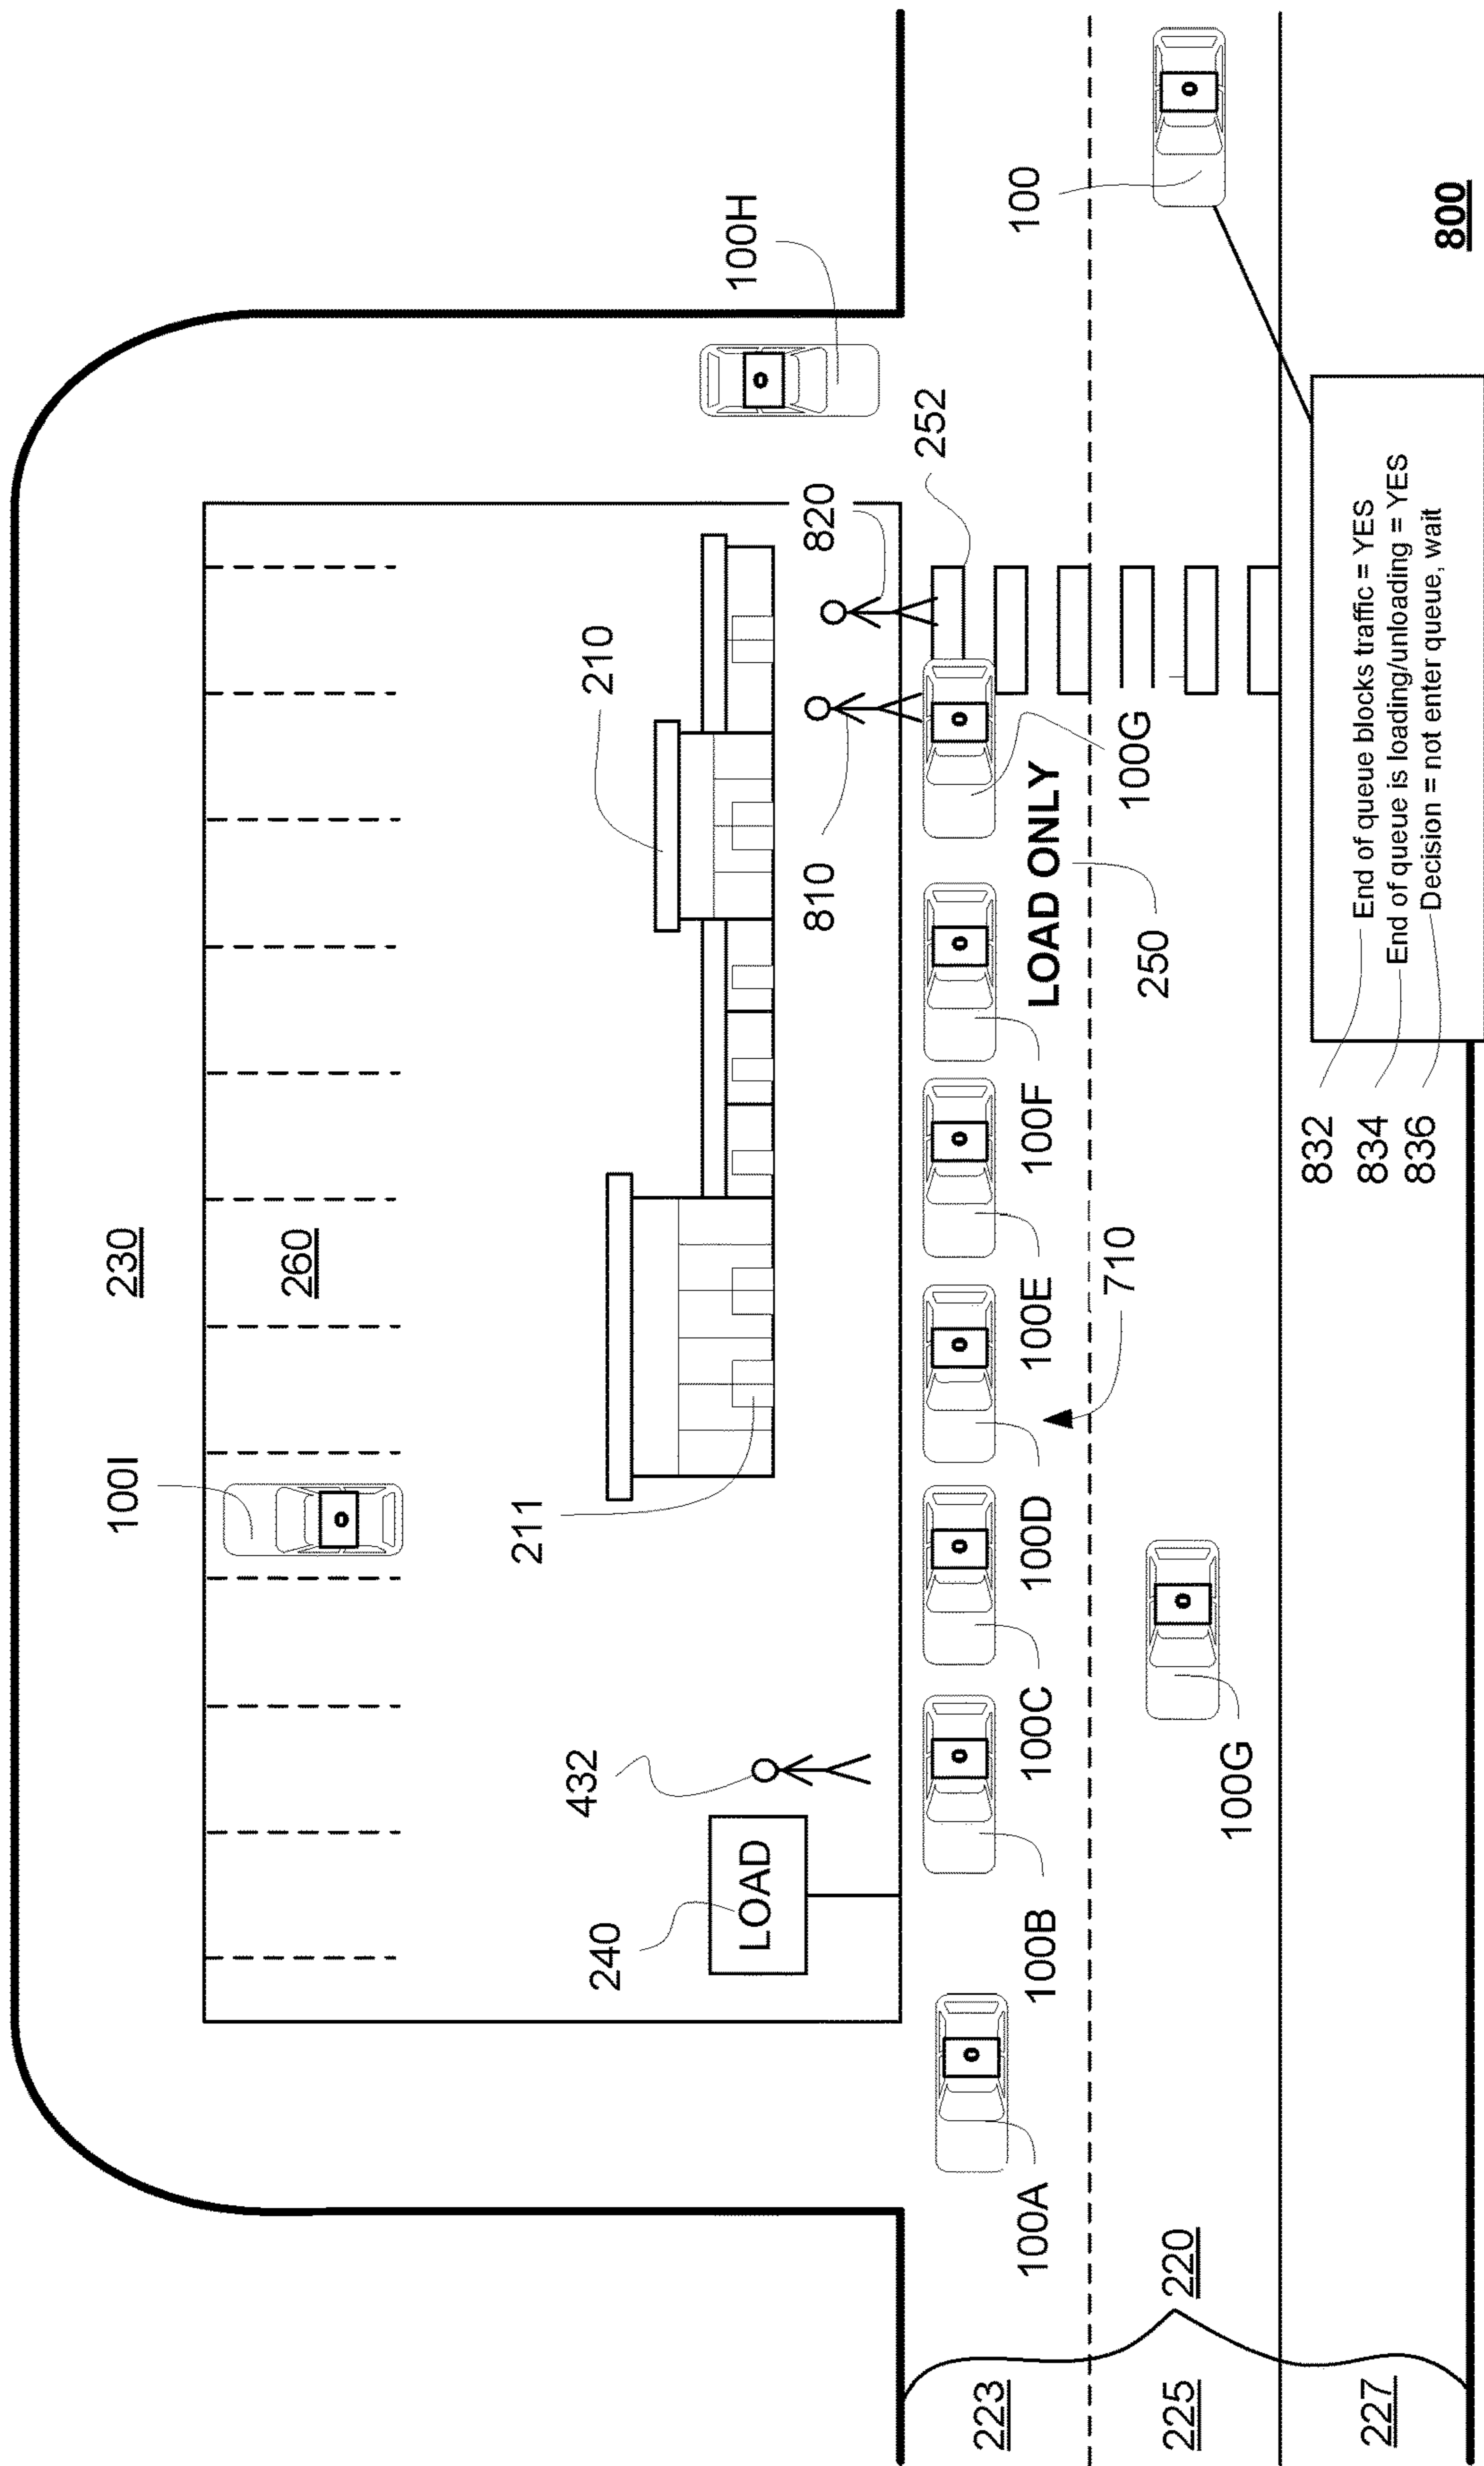 230
260
100I
100H
210
211
432
240
LOAD
820
810
252
100
100G
LOAD ONLY
250
100F
100E
710
100D
100C
100B
100A
100G
223
225
227
220
832
End of queue blocks traffic = YES
834
End of queue is loading/unloading = YES
836
Decision = not enter queue, wait
800